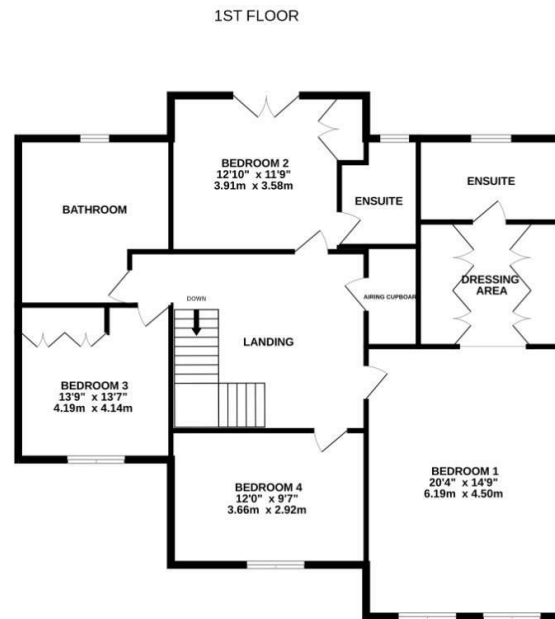 1ST FLOOR
BEDROOM 2
12'10" x 11'9"
3.91m x 3.58m
ENSUITE
ENSUITE
BATHROOM
DRESSING
AREA
AIRING CUPBOARD
DOWN
LANDING
BEDROOM 3
13'9" x 13'7"
4.19m x 4.14m
BEDROOM 4
12'0" x 9'7"
3.66m x 2.92m
BEDROOM 1
20'4" x 14'9"
6.19m x 4.50m